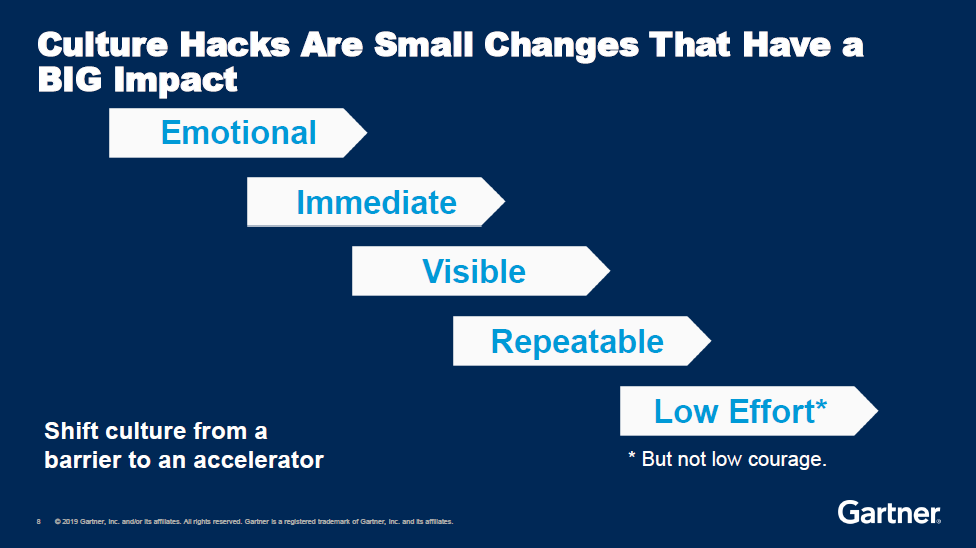 Culture Hacks Are Small Changes That Have a
BIG Impact
Emotional
Immediate
Visible
Repeatable
Low Effort*
* But not low courage.
Shift culture from a
barrier to an accelerator
8 © 2019 Gartner, Inc. and/or its affiliates. All rights reserved. Gartner is a registered trademark of Gartner, Inc. and its affiliates.
Gartner®